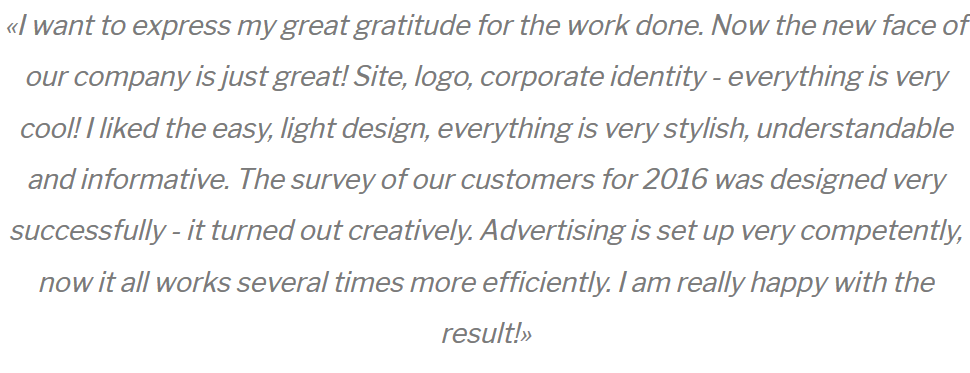 «I want to express my great gratitude for the work done. Now the new face of
our company is just great! Site, logo, corporate identity - everything is very
cool! I liked the easy, light design, everything is very stylish, understandable
and informative. The survey of our customers for 2016 was designed very
successfully - it turned out creatively. Advertising is set up very competently,
now it all works several times more efficiently. I am really happy with the
result!»